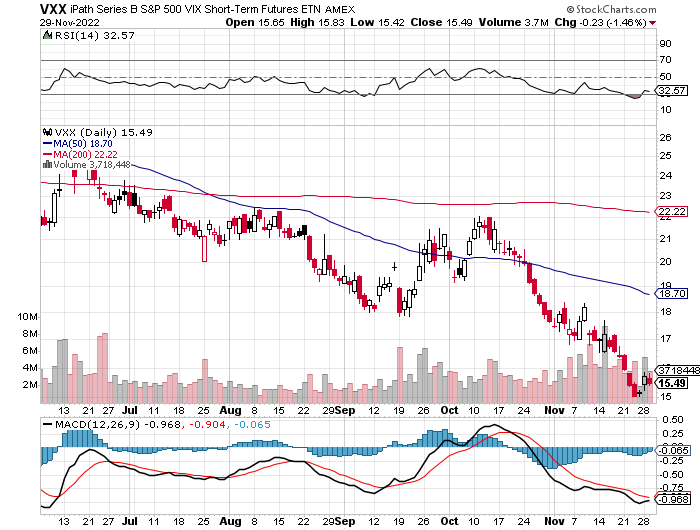 VXX iPath Series B S&P 500 VIX Short-Term Futures ETN AMEX © StockCharts.com
29-Nov-2022 Open 15.65 High 15.83 Low 15.42 Close 15.49 Volume 3.7M Chg -0.23 (-1.46%)
RSI(14) 32.57
90
70
50
32.57
10
VXX (Daily) 15.49
MA(50) 18.70
MA(200) 22.22
Volume 3,718,448
26
25
24
23
22.22
22
21
20
19
18.70
18
17
16
3718448
15.49
15
10M
8M
6M
4M
2M
13 21 27 Jul 11 18 25 Aug 8 15 22 29 Sep 12 19 26 Oct 10 17 24 Nov 7 14 21 28
MACD(12,26,9) -0.968, -0.904, -0.065
0.50
0.25
0.00
-0.065
-0.25
-0.50
-0.75
-0.968
13 21 27 Jul 11 18 25 Aug 8 15 22 29 Sep 12 19 26 Oct 10 17 24 Nov 7 14 21 28